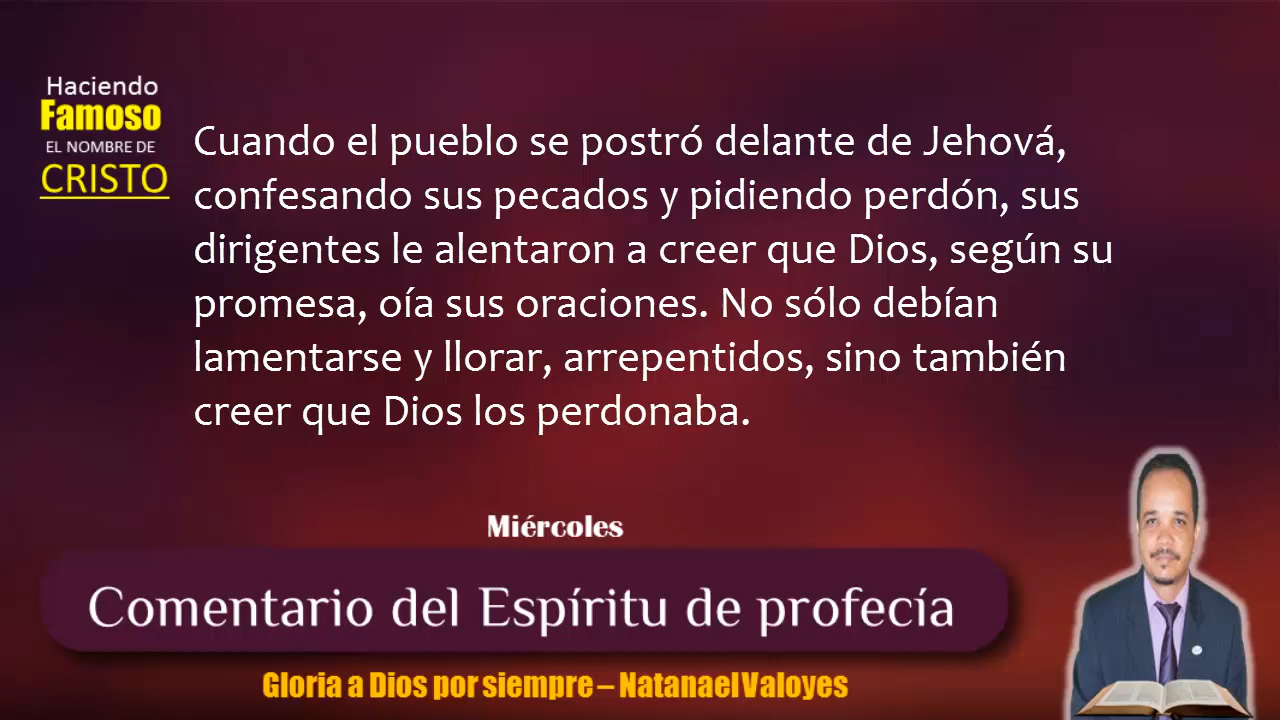 Haciendo
Famoso
EL NOMBRE DE
CRISTO
Cuando el pueblo se postró delante de Jehová,
confesando sus pecados y pidiendo perdón, sus
dirigentes le alentaron a creer que Dios, según su
promesa, oía sus oraciones. No sólo debían
lamentarse y llorar, arrepentidos, sino también
creer que Dios los perdonaba.
Miércoles
Comentario del Espíritu de profecía
Gloria a Dios por siempre – Natanael Valoyes